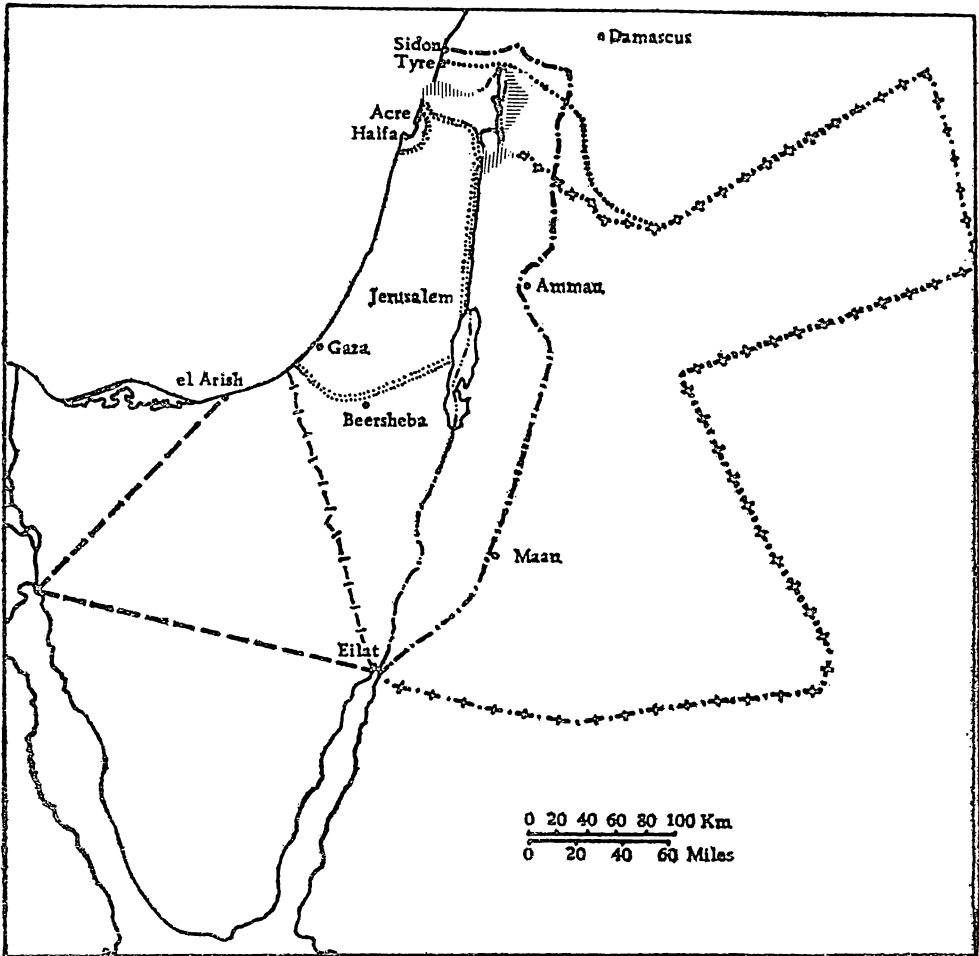 Sidon
Damascus
Tyre
Acre
Haifa
Amman
Jerusalem
Gaza
el Arish
Beersheba
Maan
Eilat
0 20 40 60 80 100 Km
0 20 40 60 Miles